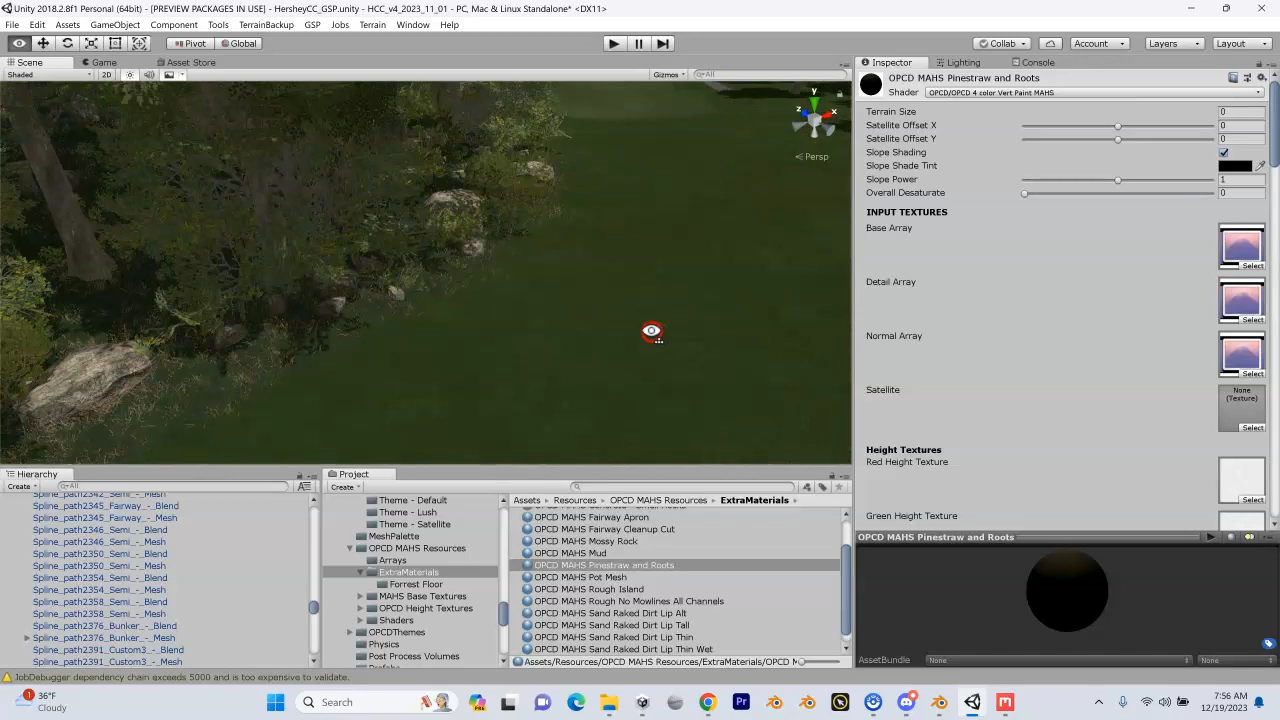 Unity 2018.2.8f1 Personal (64bit) - [PREVIEW PACKAGES IN USE] - HersheyCC_GSP.unity - HCC_v4_2023_11_01 - PC, Mac & Linux Standalone* <DX11>
File Edit Assets GameObject Component Tools TerrainBackup GSP Jobs Terrain Window Help
Pivot Global Collab Account Layers Layout
Scene Game Asset Store
Shaded 2D Gizmos All
y
z x
Persp
Inspector Lighting Console
OPCD MAHS Pinestraw and Roots
Shader OPCD/OPCD 4 color Vert Paint MAHS
Terrain Size 0
Satellite Offset X 0
Satellite Offset Y 0
Slope Shading
Slope Shade Tint
Slope Power 1
Overall Desaturate 0
INPUT TEXTURES
Base Array
Select
Detail Array
Select
Normal Array
Select
Satellite
None
(Texture)
Select
Height Textures
Red Height Texture
Select
Green Height Texture
Hierarchy
Create All
Spline_path2342_Semi_-_Mesh
Spline_path2345_Fairway_-_Blend
Spline_path2345_Fairway_-_Mesh
Spline_path2346_Semi_-_Blend
Spline_path2346_Semi_-_Mesh
Spline_path2350_Semi_-_Blend
Spline_path2350_Semi_-_Mesh
Spline_path2354_Semi_-_Blend
Spline_path2354_Semi_-_Mesh
Spline_path2358_Semi_-_Blend
Spline_path2358_Semi_-_Mesh
Spline_path2376_Bunker_-_Blend
Spline_path2376_Bunker_-_Mesh
Spline_path2391_Custom3_-_Blend
Spline_path2391_Custom3_-_Mesh
Project
Create
Theme - Default
Theme - Lush
Theme - Satellite
MeshPalette
OPCD MAHS Resources
Arrays
ExtraMaterials
Forrest Floor
MAHS Base Textures
OPCD Height Textures
Shaders
OPCDThemes
Physics
Post Process Volumes
Assets Resources OPCD MAHS Resources ExtraMaterials
OPCD MAHS Fairway Apron
OPCD MAHS Fairway Cleanup Cut
OPCD MAHS Mossy Rock
OPCD MAHS Mud
OPCD MAHS Pinestraw and Roots
OPCD MAHS Pot Mesh
OPCD MAHS Rough Island
OPCD MAHS Rough No Mowlines All Channels
OPCD MAHS Sand Raked Dirt Lip Alt
OPCD MAHS Sand Raked Dirt Lip Tall
OPCD MAHS Sand Raked Dirt Lip Thin
OPCD MAHS Sand Raked Dirt Lip Thin Wet
Assets/Resources/OPCD MAHS Resources/ExtraMaterials/OPCD M
OPCD MAHS Pinestraw and Roots
AssetBundle None None
JobDebugger dependency chain exceeds 5000 and is too expensive to validate.
1
36°F
Cloudy
Search
Pr
7:56 AM
12/19/2023